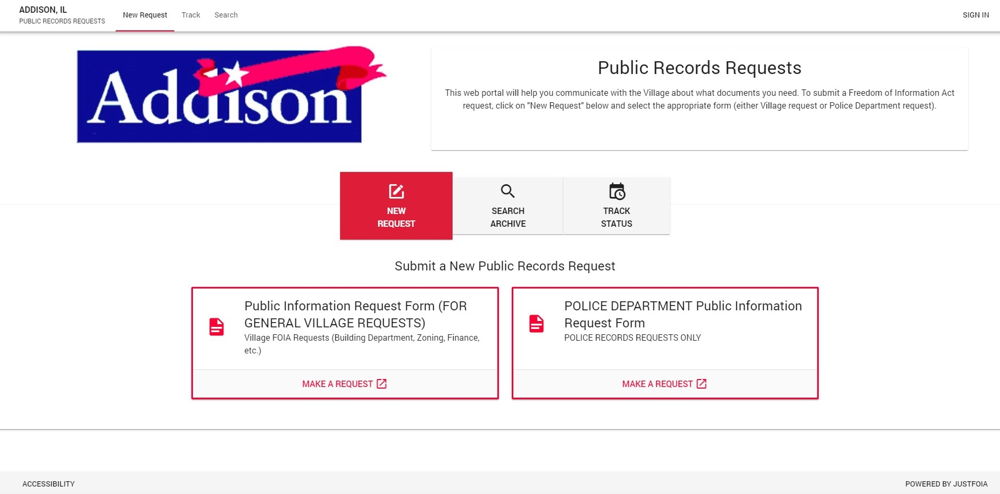 ADDISON, IL
PUBLIC RECORDS REQUESTS
New Request
Track
Search
SIGN IN
Addison
Public Records Requests
This web portal will help you communicate with the Village about what documents you need. To submit a Freedom of Information Act
request, click on "New Request" below and select the appropriate form (either Village request or Police Department request).
NEW
REQUEST
SEARCH
ARCHIVE
TRACK
STATUS
Submit a New Public Records Request
Public Information Request Form (FOR
GENERAL VILLAGE REQUESTS)
Village FOIA Requests (Building Department, Zoning, Finance,
etc.)
MAKE A REQUEST
POLICE DEPARTMENT Public Information
Request Form
POLICE RECORDS REQUESTS ONLY
MAKE A REQUEST
ACCESSIBILITY
POWERED BY JUSTFOIA